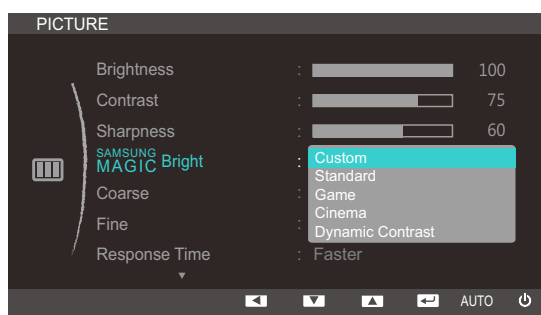 PICTURE
Brightness : 100
Contrast : 75
Sharpness : 60
SAMSUNG
MAGIC Bright : Custom
Standard
Coarse : Game
Cinema
Fine : Dynamic Contrast
Response Time : Faster
AUTO